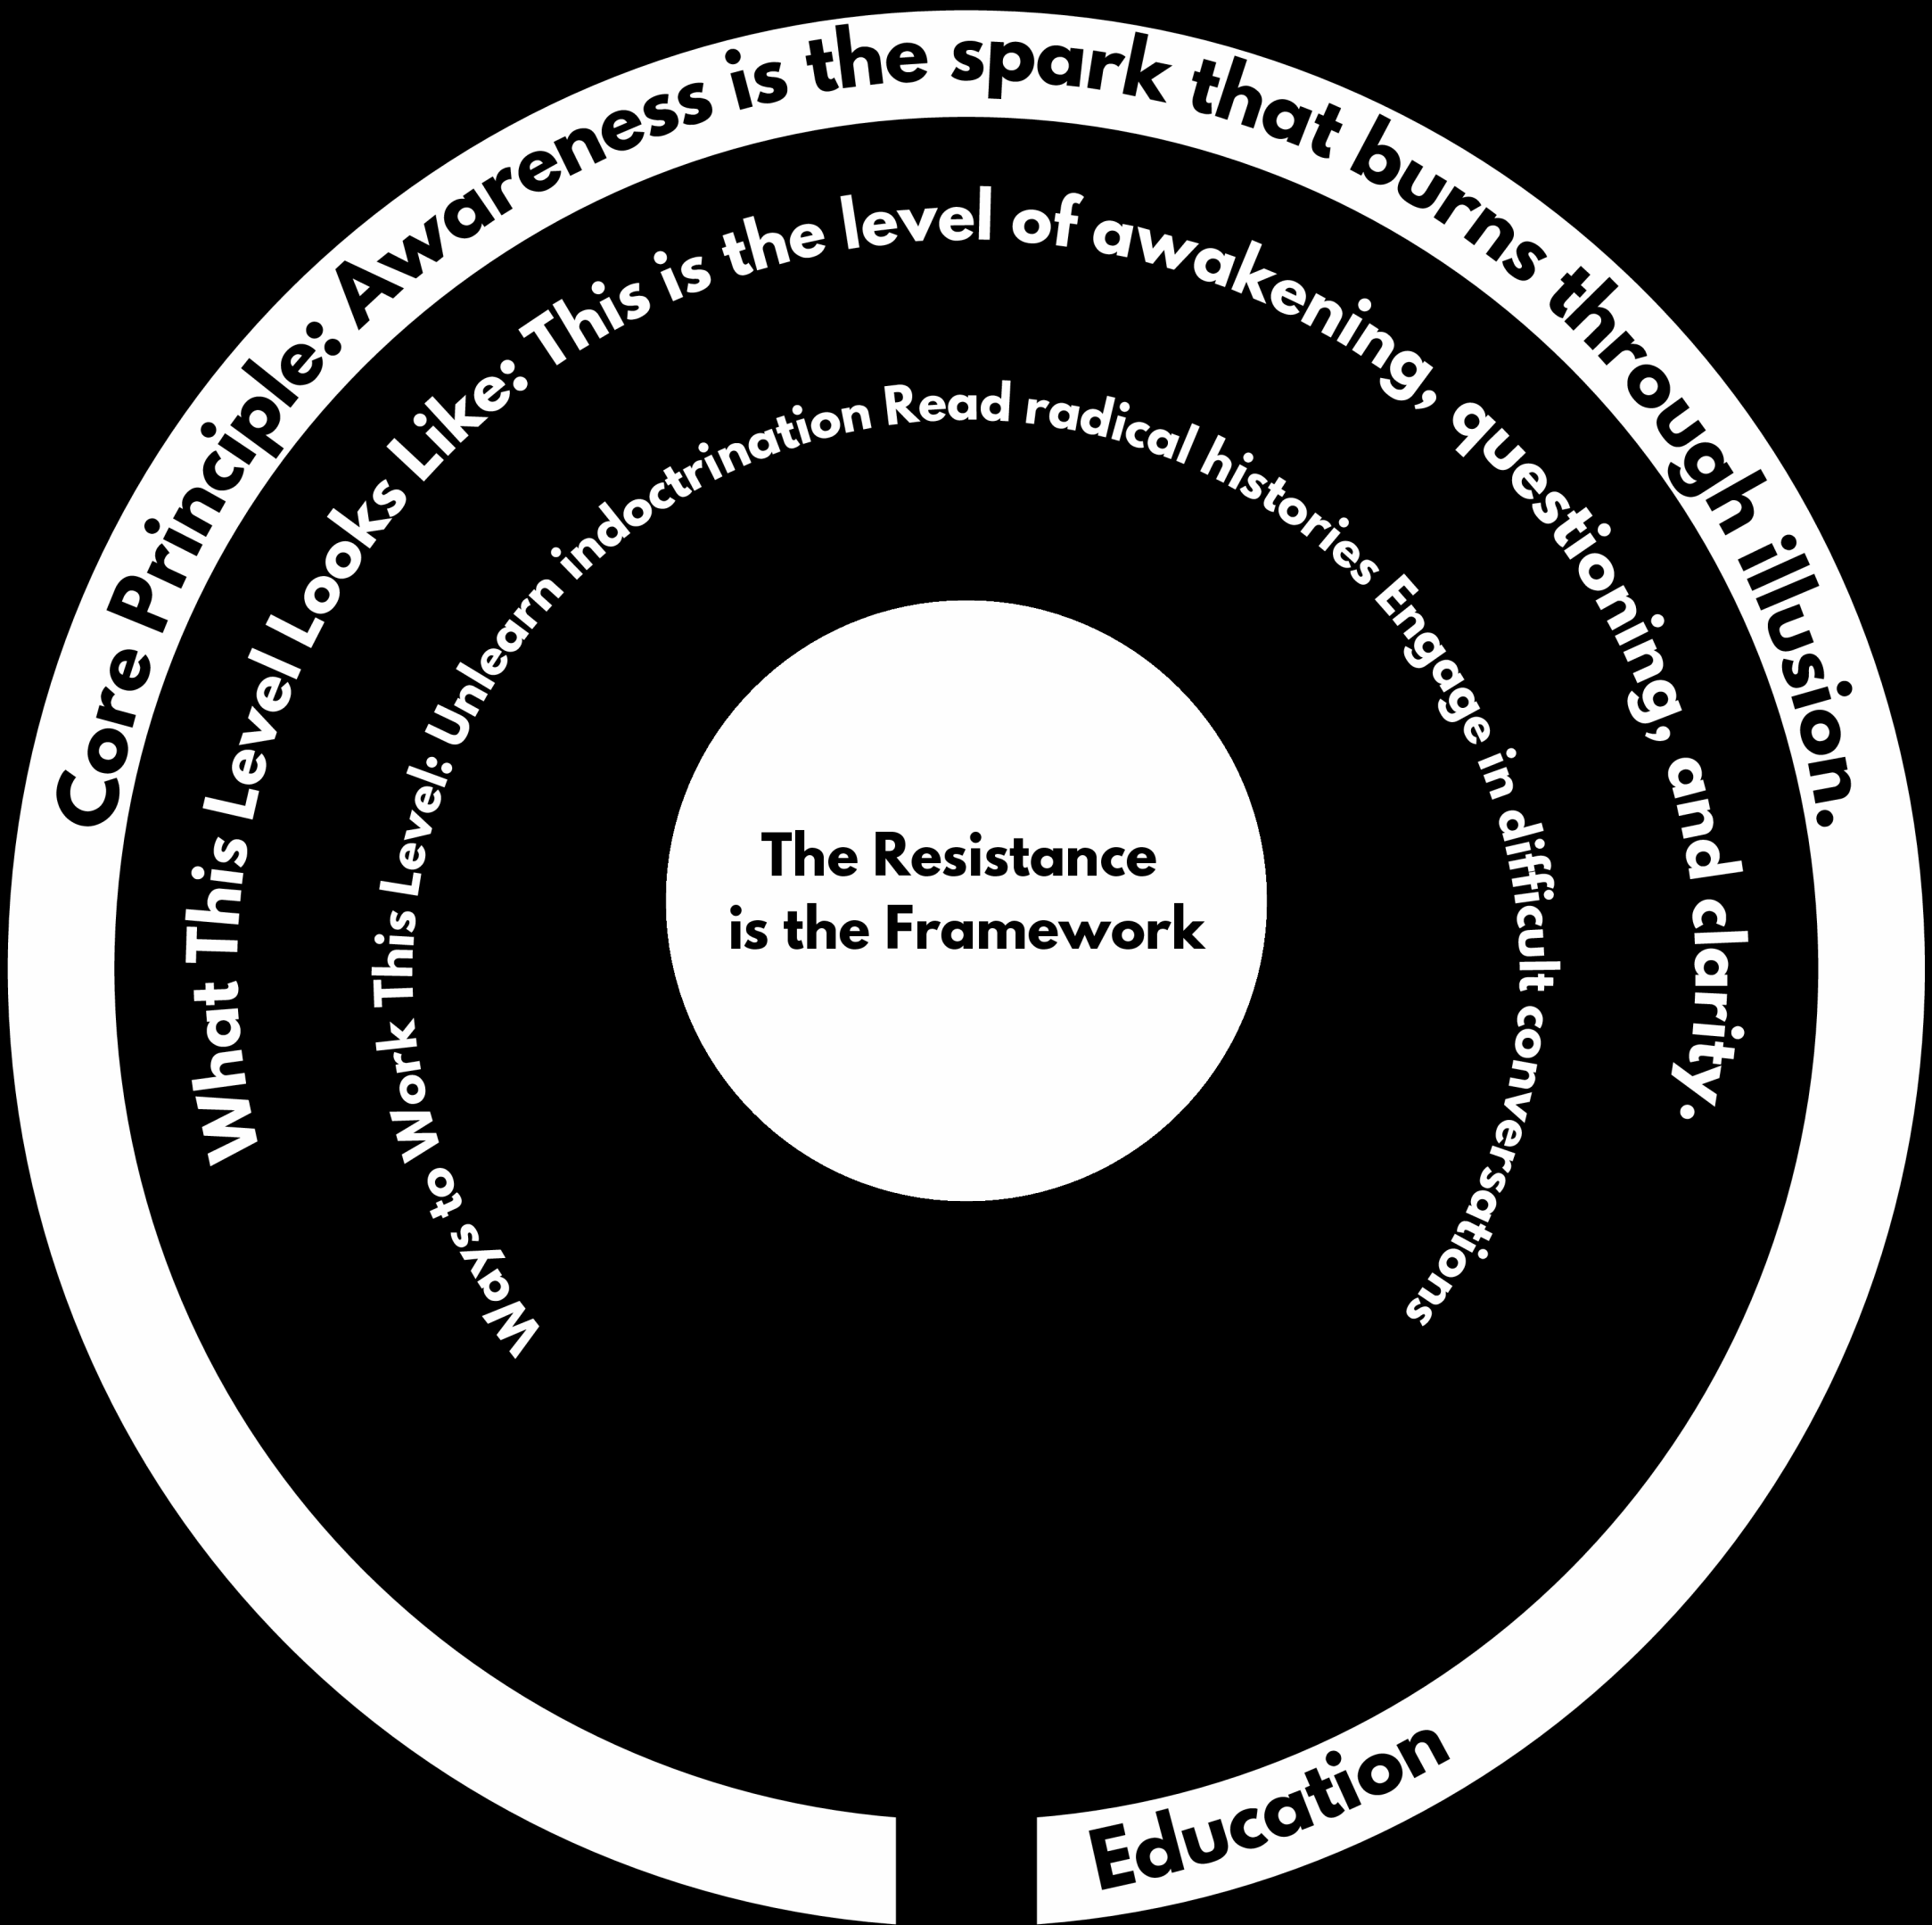 Core Principle: Awareness is the spark that burns through illusion.
What This Level Looks Like: This is the level of awakening, questioning, and clarity.
Ways to Work This Level: Unlearn indoctrination Read radical histories Engage in difficult conversations
The Resistance
is the Framework
Education